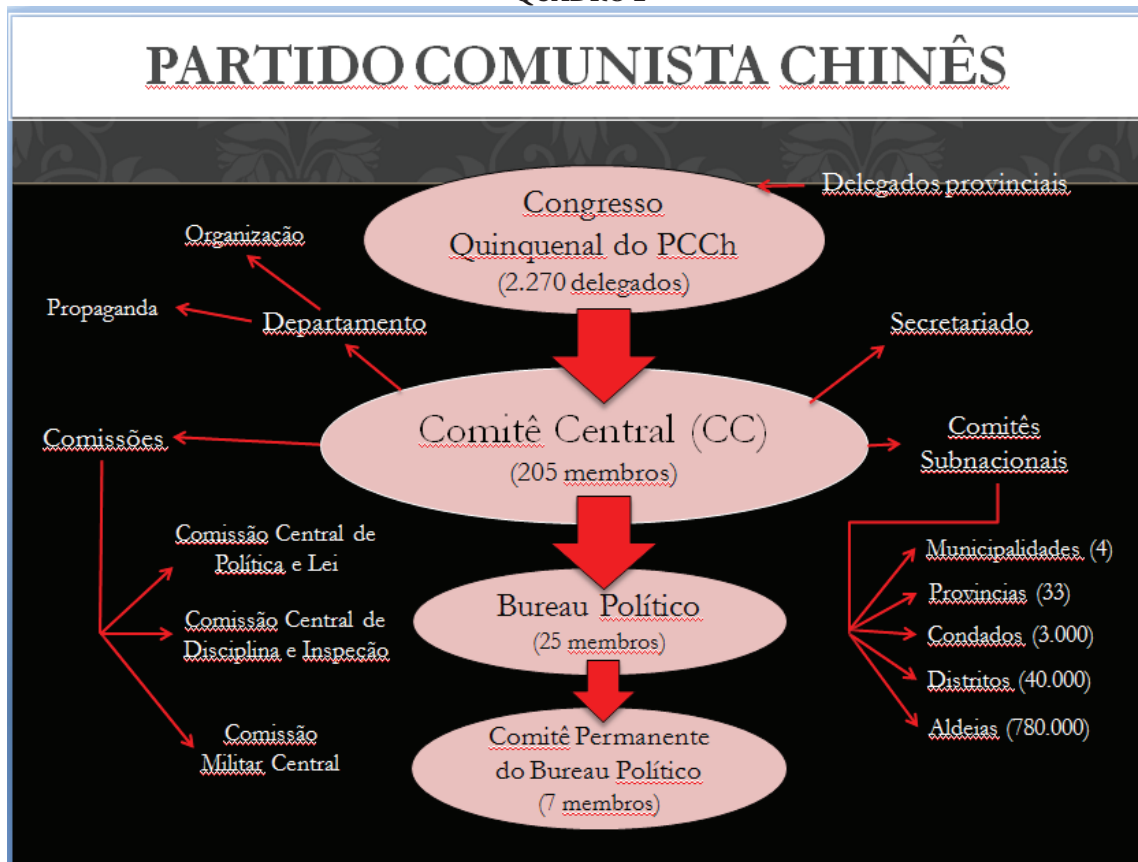 PARTIDO COMUNISTA CHINÊS
Delegados provinciais
Congresso
Quinquenal do PCCh
(2.270 delegados)
Organização
Propaganda
Departamento
Secretariado
Comitê Central (CC)
(205 membros)
Comissões
Comitês
Subnacionais
Comissão Central de
Política e Lei
Comissão Central de
Disciplina e Inspeção
Comissão
Militar Central
Bureau Político
(25 membros)
Comitê Permanente
do Bureau Político
(7 membros)
Municipalidades (4)
Provincias (33)
Condados (3.000)
Distritos (40.000)
Aldeias (780.000)